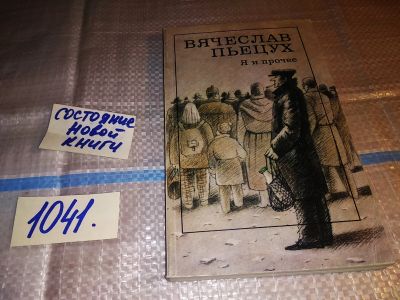 ВЯЧЕСЛАВ
ПЬЕЦУХ
Я и прочее
состояние
новой
книги
1041.